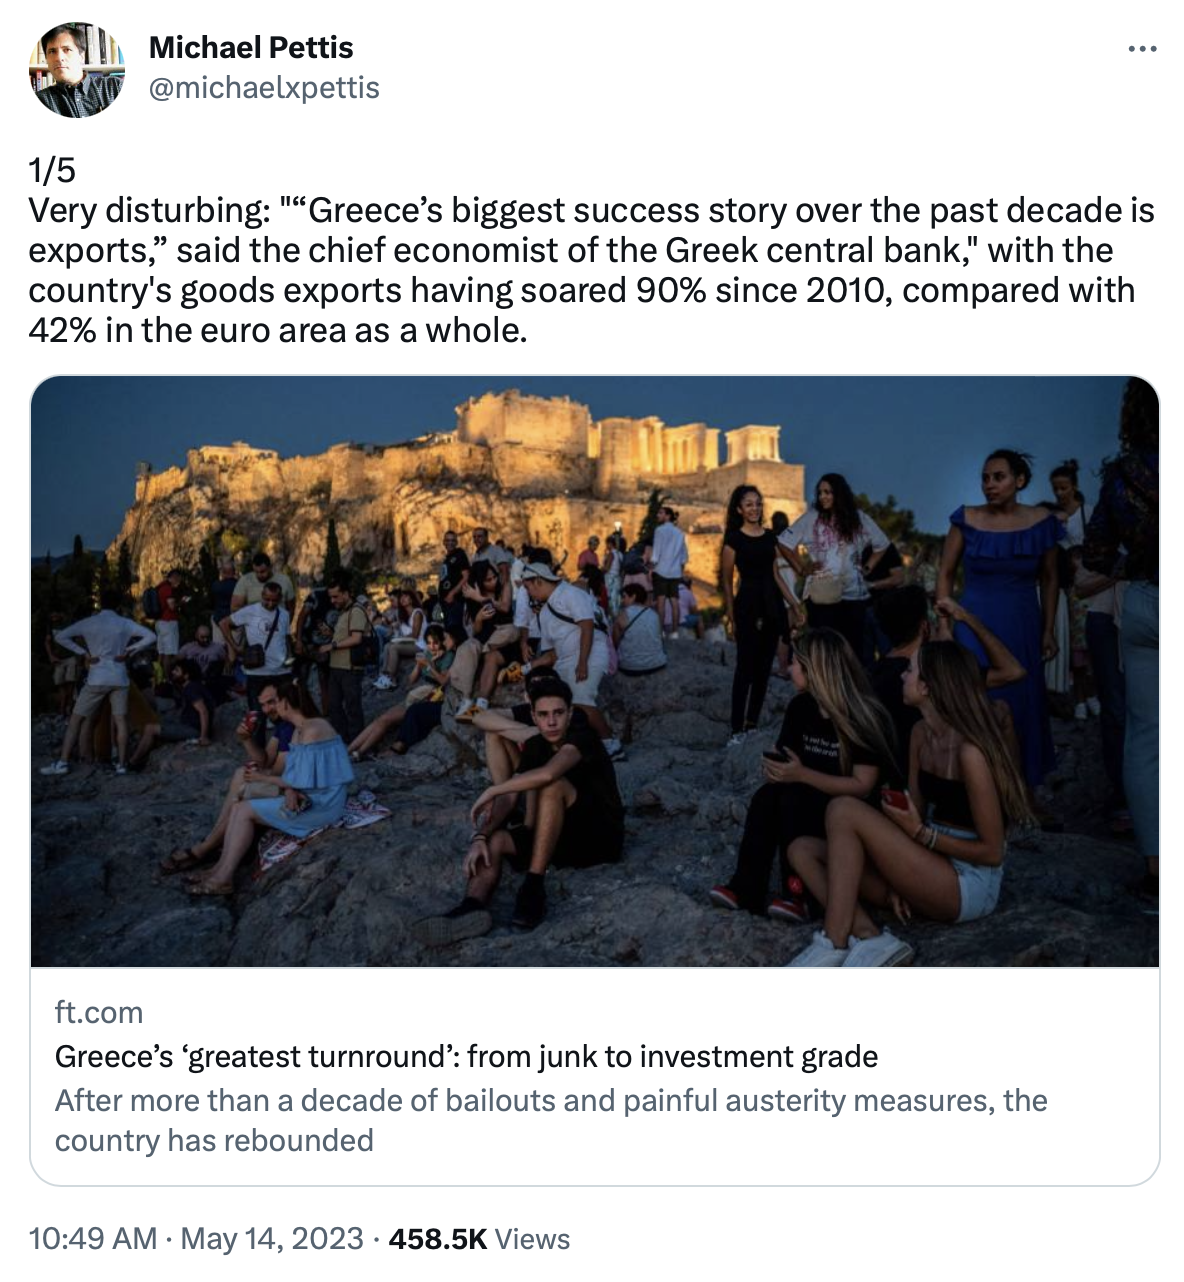 Michael Pettis
@michaelxpettis
1/5
Very disturbing: "“Greece’s biggest success story over the past decade is
exports,” said the chief economist of the Greek central bank," with the
country's goods exports having soared 90% since 2010, compared with
42% in the euro area as a whole.
ft.com
Greece’s ‘greatest turnround’: from junk to investment grade
After more than a decade of bailouts and painful austerity measures, the
country has rebounded
10:49 AM · May 14, 2023 · 458.5K Views